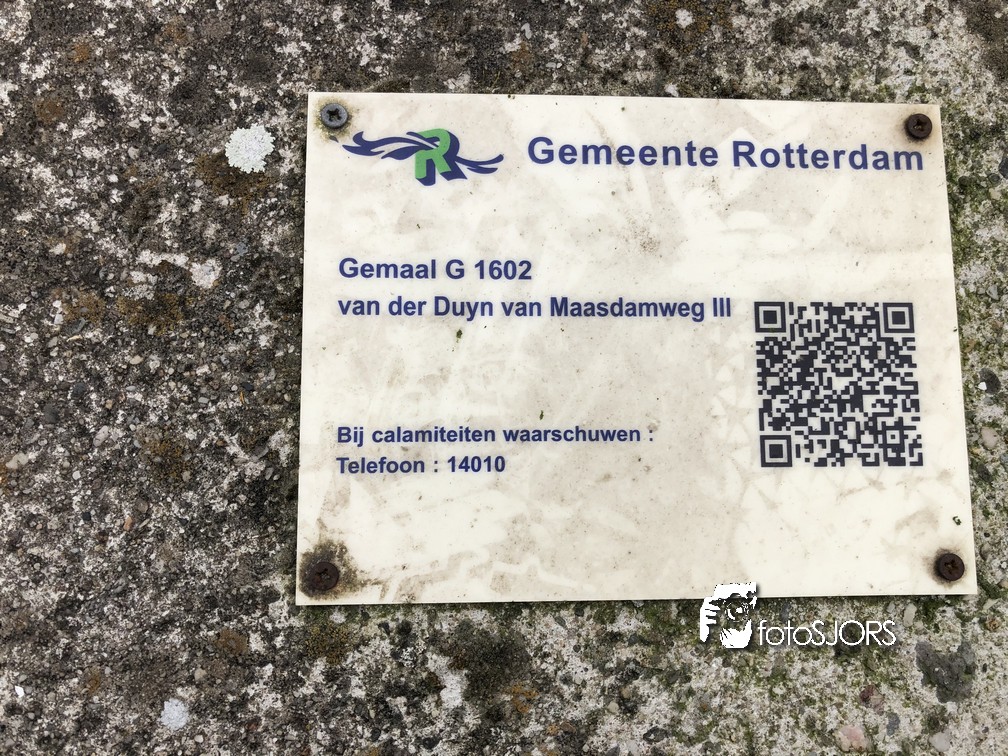 R Gemeente Rotterdam
Gemaal G 1602
van der Duyn van Maasdamweg III
Bij calamiteiten waarschuwen :
Telefoon : 14010
fotoSJORS